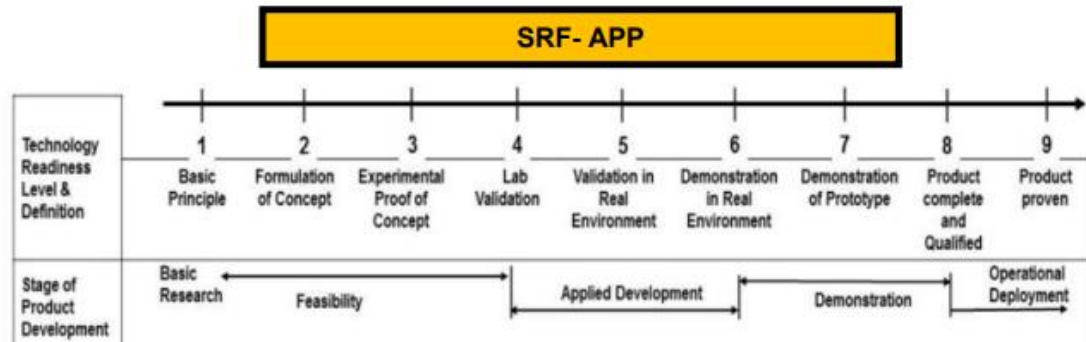 SRF- APP
Technology
Readiness
Level &
Definition
1
Basic
Principle
2
Formulation
of Concept
3
Experimental
Proof of
Concept
4
Lab
Validation
5
Validation in
Real
Environment
6
Demonstration
in Real
Environment
7
Demonstration
of Prototype
8
Product
complete
and
Qualified
9
Product
proven
Stage of
Product
Development
Basic
Research
Feasibility
Applied Development
Demonstration
Operational
Deployment